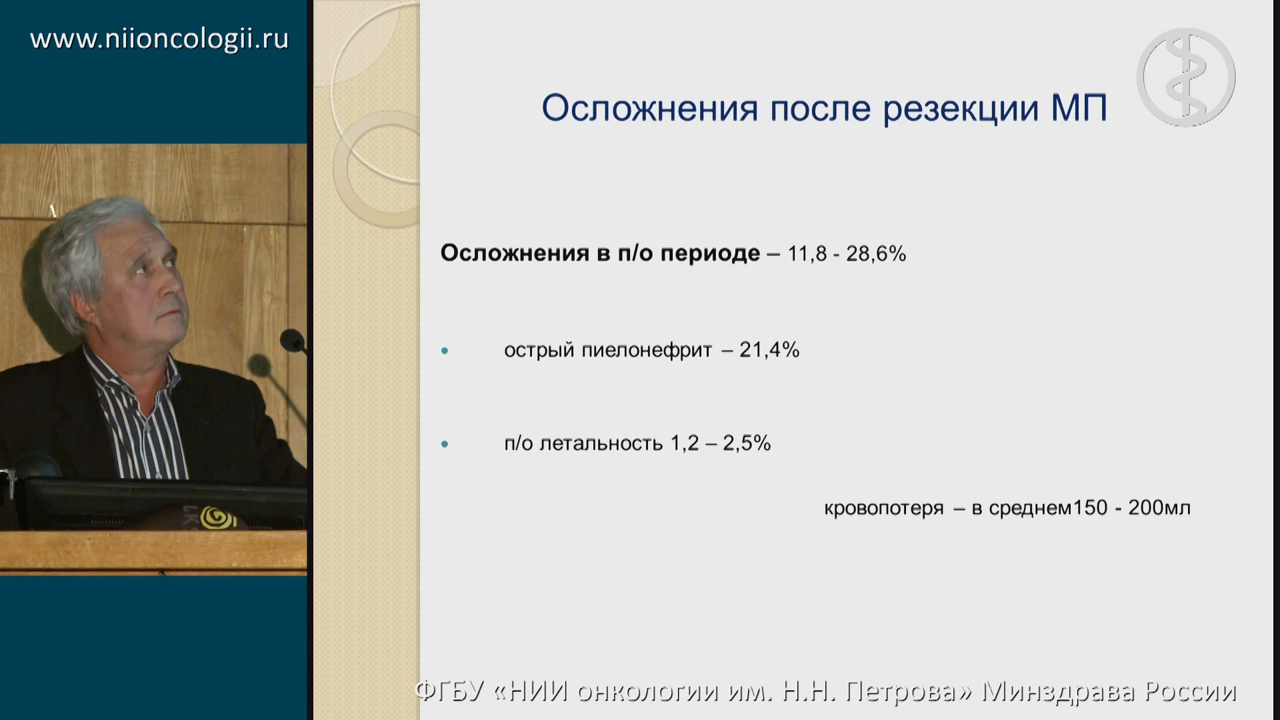 www.niioncologii.ru
Осложнения после резекции МП
Осложнения в п/о периоде – 11,8 - 28,6%
острый пиелонефрит – 21,4%
п/о летальность 1,2 – 2,5%
кровопотеря – в среднем150 - 200мл
ФГБУ «НИИ онкологии им. Н.Н. Петрова» Минздрава России